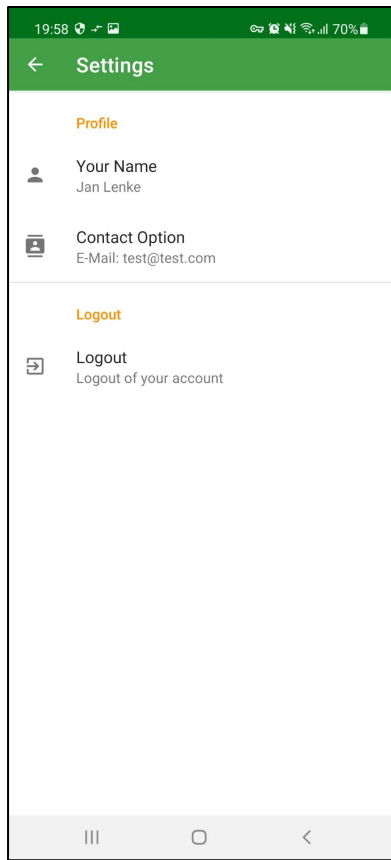 19:58 70%
Settings
Profile
Your Name
Jan Lenke
Contact Option
E-Mail: test@test.com
Logout
Logout
Logout of your account